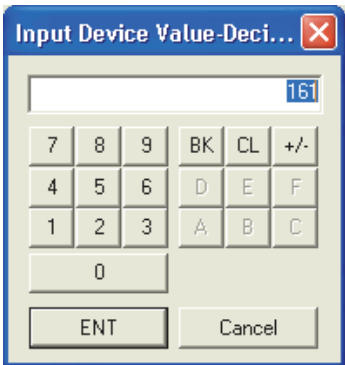 Input Device Value-Deci...
161
7 8 9 BK CL +/-
4 5 6 D E F
1 2 3 A B C
0
ENT Cancel